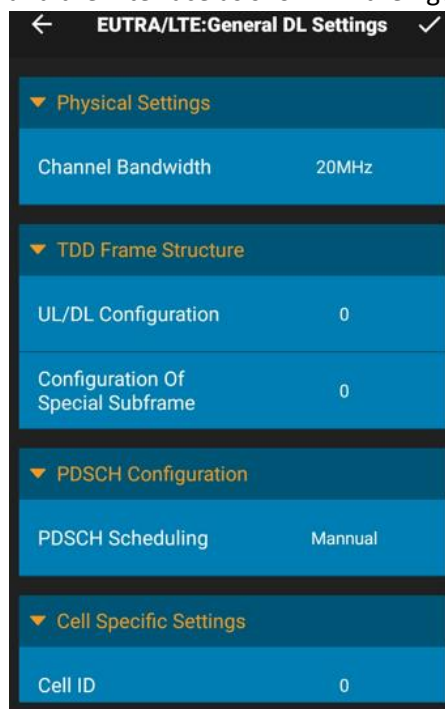 EUTRA/LTE:General DL Settings
Physical Settings
Channel Bandwidth 20MHz
TDD Frame Structure
UL/DL Configuration 0
Configuration Of
Special Subframe 0
PDSCH Configuration
PDSCH Scheduling Mannual
Cell Specific Settings
Cell ID 0